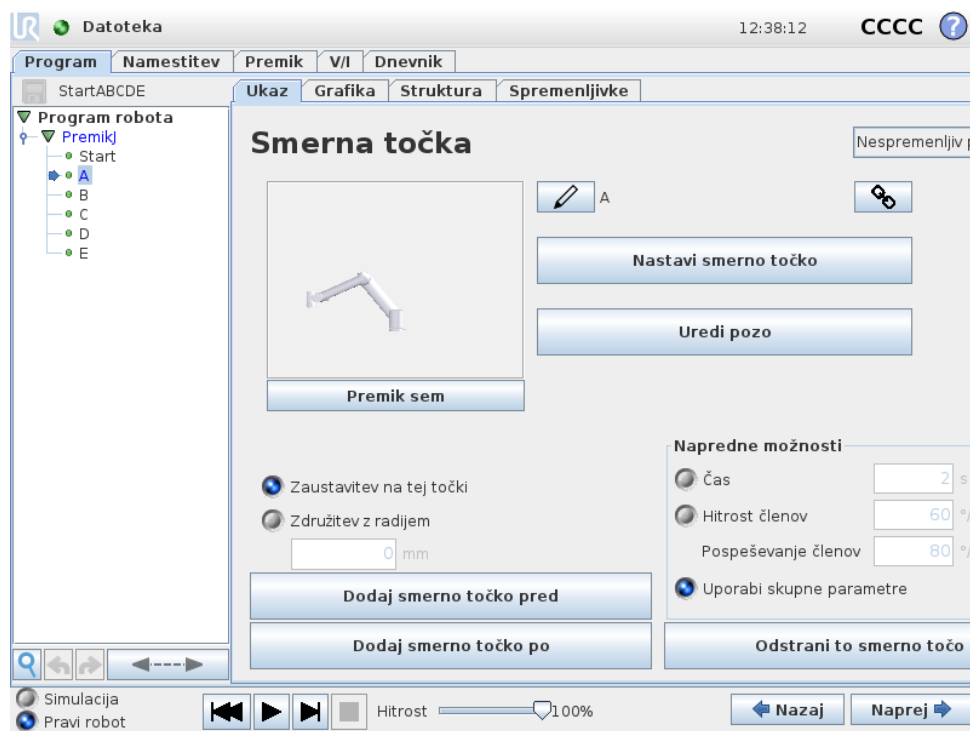 UR Datoteka 12:38:12 CCCC ?
Program Namestitev Premik V/I Dnevnik
StartABCDE
Ukaz Grafika Struktura Spremenljivke
Program robota
PremikJ
Start
A
B
C
D
E
Smerna točka
Nespremenljiv p
A
Nastavi smerno točko
Uredi pozo
Premik sem
Zaustavitev na tej točki
Združitev z radijem
0 mm
Napredne možnosti
Čas 2 s
Hitrost členov 60 °/
Pospeševanje členov 80 °/
Uporabi skupne parametre
Dodaj smerno točko pred
Dodaj smerno točko po
Odstrani to smerno točo
Simulacija
Pravi robot
Hitrost 100%
Nazaj Naprej